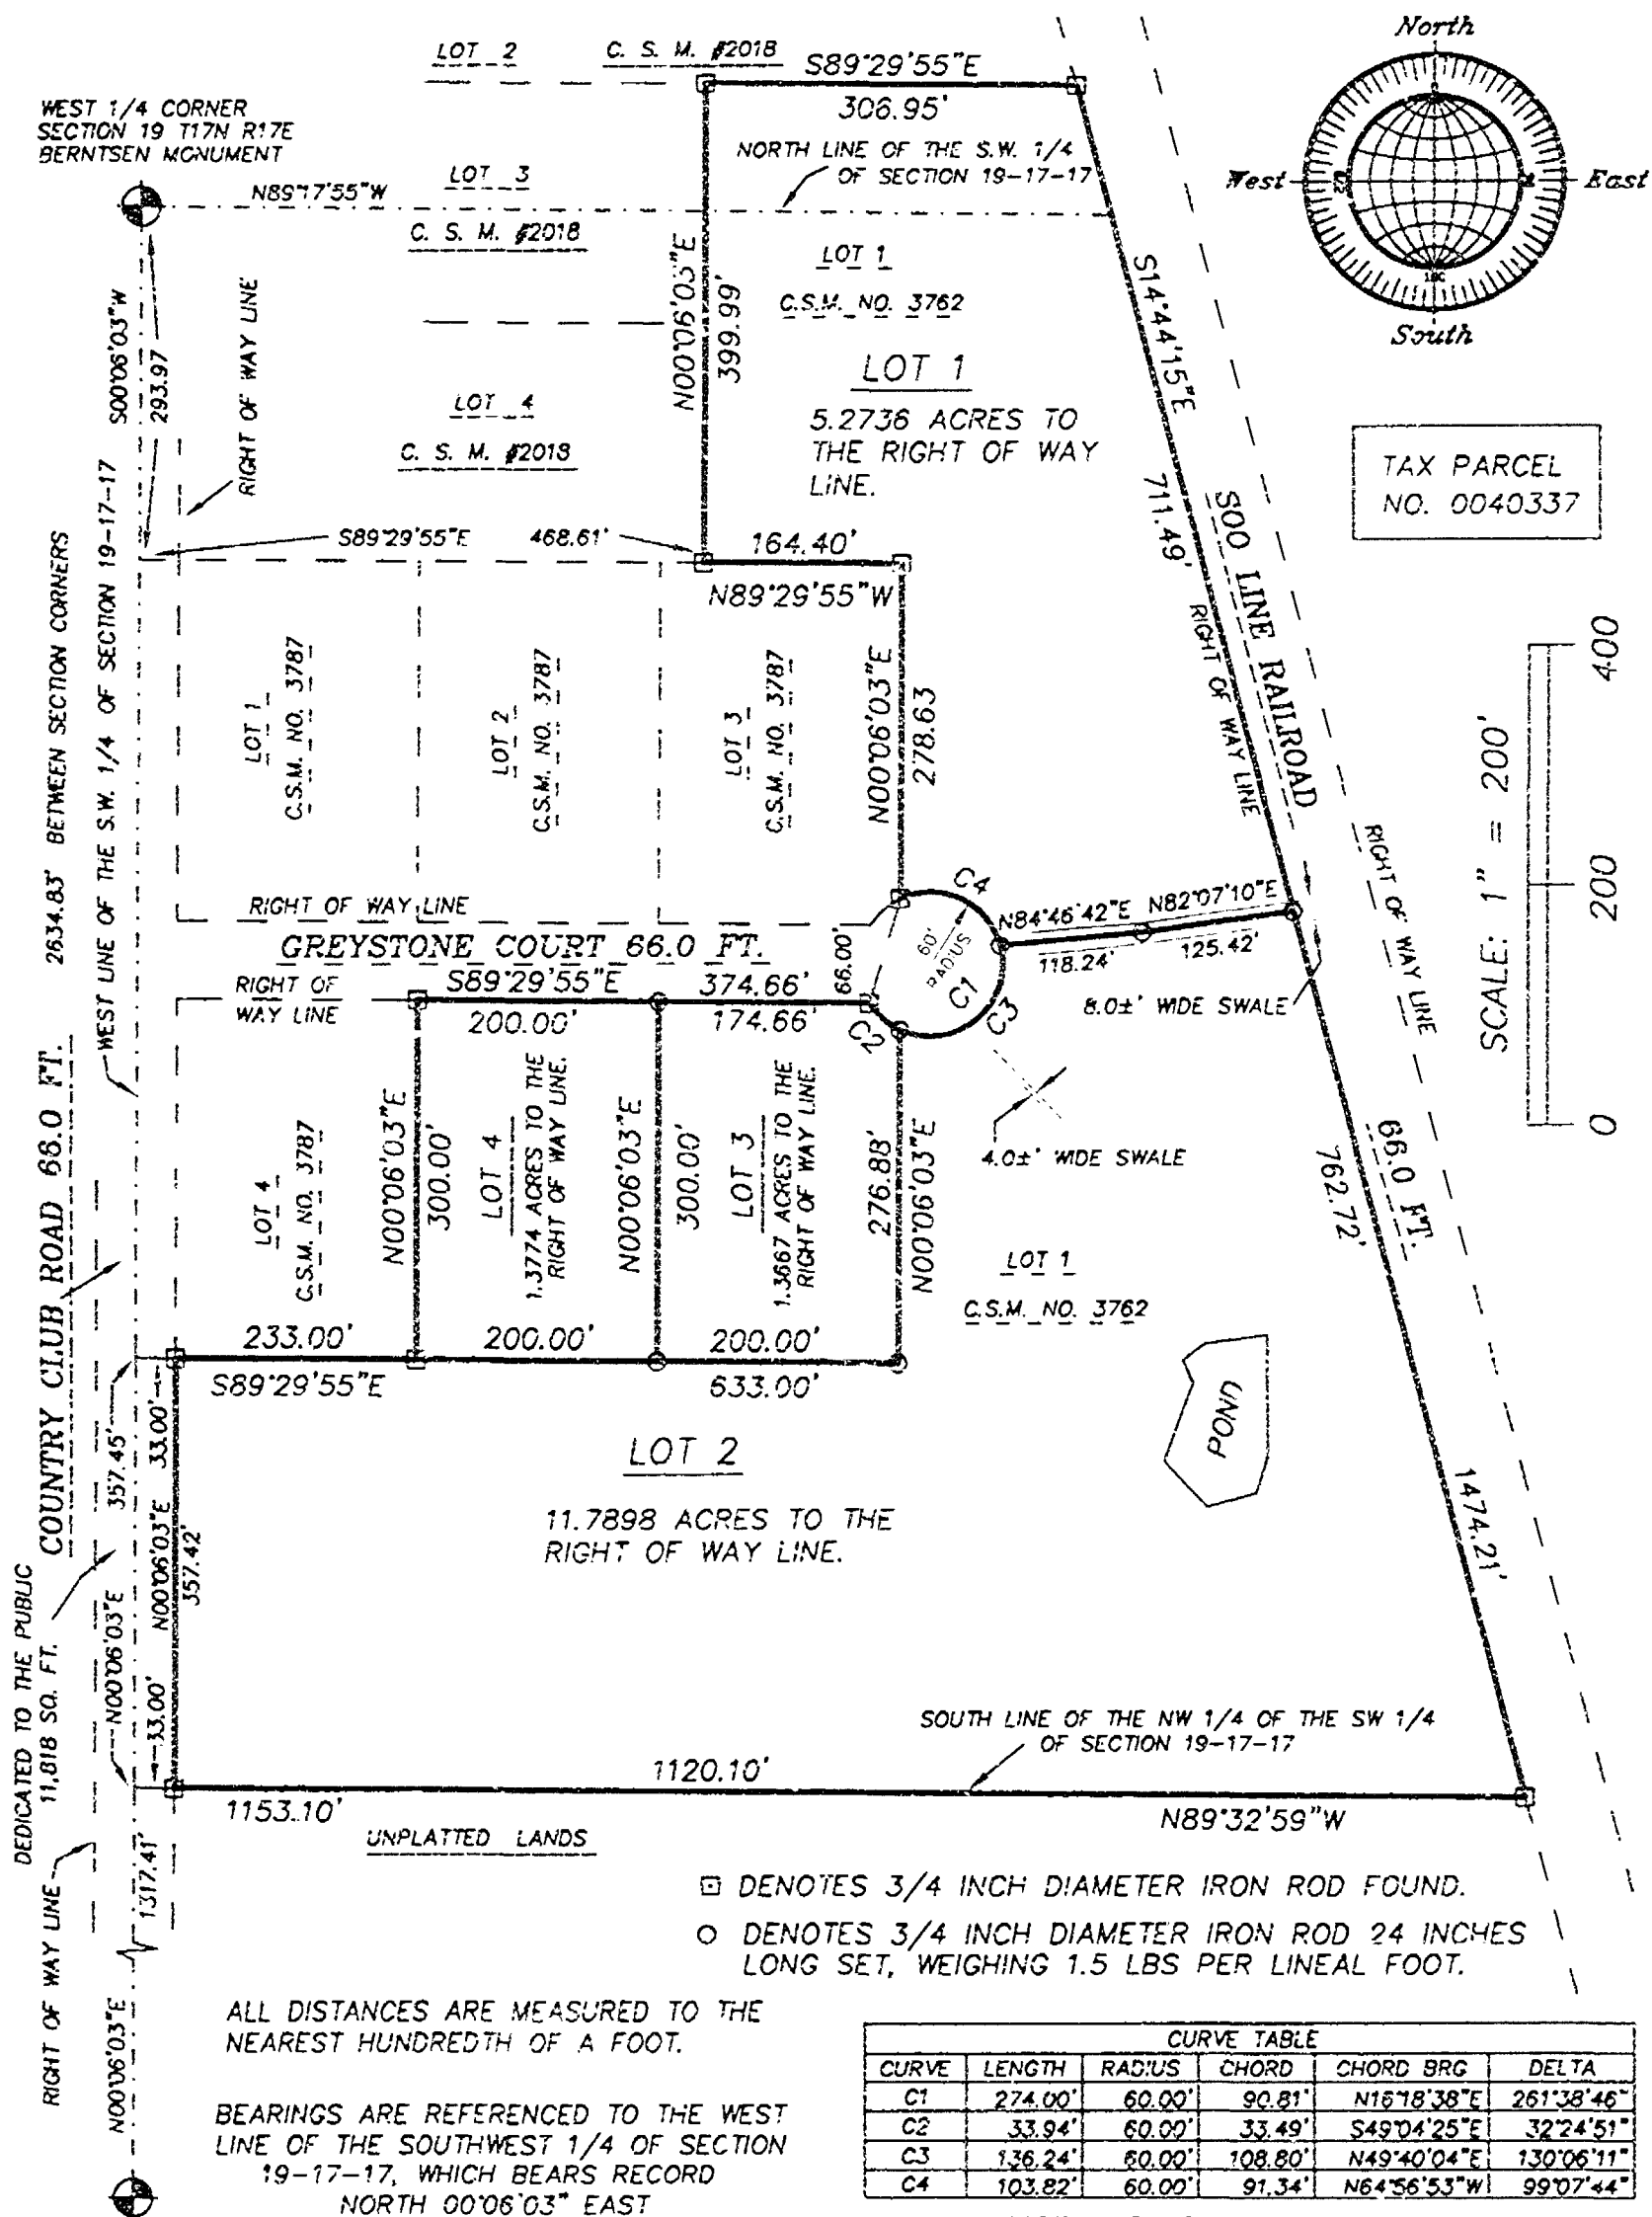 LOT 2
C. S. M. #2018
S89°29'55"E
306.95'
North
West
East
South
WEST 1/4 CORNER
SECTION 19 T17N R17E
BERNTSEN MONUMENT
NORTH LINE OF THE S.W. 1/4
OF SECTION 19-17-17
N89°17'55"W
LOT 3
C. S. M. #2018
LOT 1
C.S.M. NO. 3762
S00°06'03"W
293.97
RIGHT OF WAY LINE
N00°06'03"E
399.99'
S14°44'15"E
711.49'
LOT 1
5.2736 ACRES TO
THE RIGHT OF WAY
LINE.
LOT 4
C. S. M. #2018
TAX PARCEL
NO. 0040337
S89°29'55"E 468.61'
164.40'
N89°29'55"W
SOO LINE RAILROAD
RIGHT OF WAY LINE
2634.83' BETWEEN SECTION CORNERS
WEST LINE OF THE S.W. 1/4 OF SECTION 19-17-17
LOT 1
C.S.M. NO. 3787
LOT 2
C.S.M. NO. 3787
LOT 3
C.S.M. NO. 3787
N00°06'03"E
278.63
400
200
0
SCALE: 1" = 200'
RIGHT OF WAY LINE
GREYSTONE COURT 66.0 FT.
RIGHT OF
WAY LINE
S89°29'55"E
374.66'
200.00'
174.66'
66.00'
C4
60'
RADIUS
C1
C3
C2
N84°46'42"E
118.24'
N82°07'10"E
125.42'
8.0±' WIDE SWALE
4.0±' WIDE SWALE
RIGHT OF WAY LINE
66.0 FT.
762.72'
1474.21'
COUNTRY CLUB ROAD 66.0 FT.
LOT 4
C.S.M. NO. 3787
N00°06'03"E
300.00'
LOT 4
1.3774 ACRES TO THE
RIGHT OF WAY LINE.
N00°06'03"E
300.00'
LOT 3
1.3667 ACRES TO THE
RIGHT OF WAY LINE.
276.88'
N00°06'03"E
LOT 1
C.S.M. NO. 3762
233.00'
200.00'
200.00'
S89°29'55"E
633.00'
POND
LOT 2
11.7898 ACRES TO THE
RIGHT OF WAY LINE.
357.45'
33.00'
N00°06'03"E
357.42'
N00°06'03"E
33.00'
DEDICATED TO THE PUBLIC
11,818 SQ. FT.
SOUTH LINE OF THE NW 1/4 OF THE SW 1/4
OF SECTION 19-17-17
1120.10'
1153.10'
N89°32'59"W
UNPLATTED LANDS
RIGHT OF WAY LINE
1317.41'
N00°06'03"E
DENOTES 3/4 INCH DIAMETER IRON ROD FOUND.
DENOTES 3/4 INCH DIAMETER IRON ROD 24 INCHES
LONG SET, WEIGHING 1.5 LBS PER LINEAL FOOT.
ALL DISTANCES ARE MEASURED TO THE
NEAREST HUNDREDTH OF A FOOT.
BEARINGS ARE REFERENCED TO THE WEST
LINE OF THE SOUTHWEST 1/4 OF SECTION
19-17-17, WHICH BEARS RECORD
NORTH 00°06'03" EAST
CURVE TABLE
CURVE LENGTH RADIUS CHORD CHORD BRG DELTA
C1 274.00' 60.00' 90.81' N16°18'38"E 261°38'46"
C2 33.94' 60.00' 33.49' S49°04'25"E 32°24'51"
C3 136.24' 60.00' 108.80' N49°40'04"E 130°06'11"
C4 103.82' 60.00' 91.34' N64°56'53"W 99°07'44"